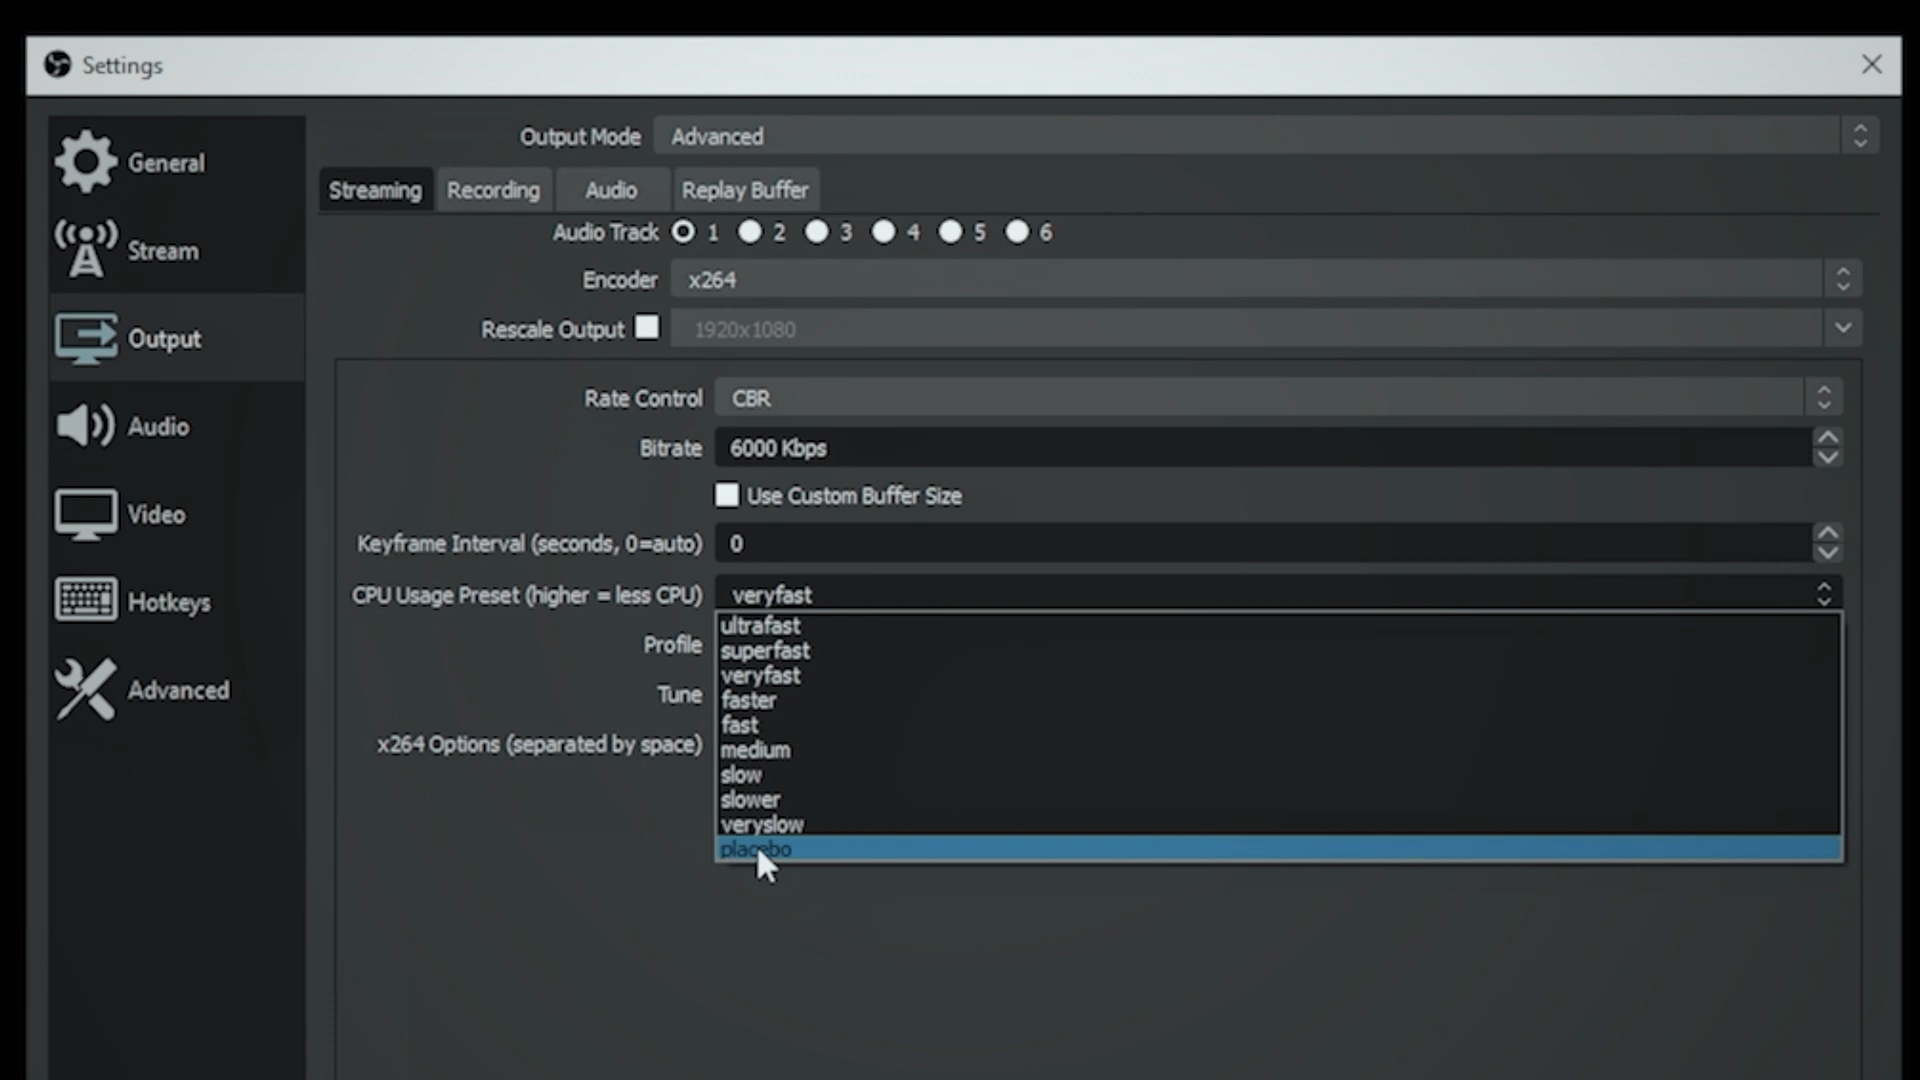 Settings
General
Stream
Output
Audio
Video
Hotkeys
Advanced
Output Mode Advanced
Streaming Recording Audio Replay Buffer
Audio Track 1 2 3 4 5 6
Encoder x264
Rescale Output 1920x1080
Rate Control CBR
Bitrate 6000 Kbps
Use Custom Buffer Size
Keyframe Interval (seconds, 0=auto) 0
CPU Usage Preset (higher = less CPU) veryfast
Profile
Tune
x264 Options (separated by space)
ultrafast
superfast
veryfast
faster
fast
medium
slow
slower
veryslow
placebo